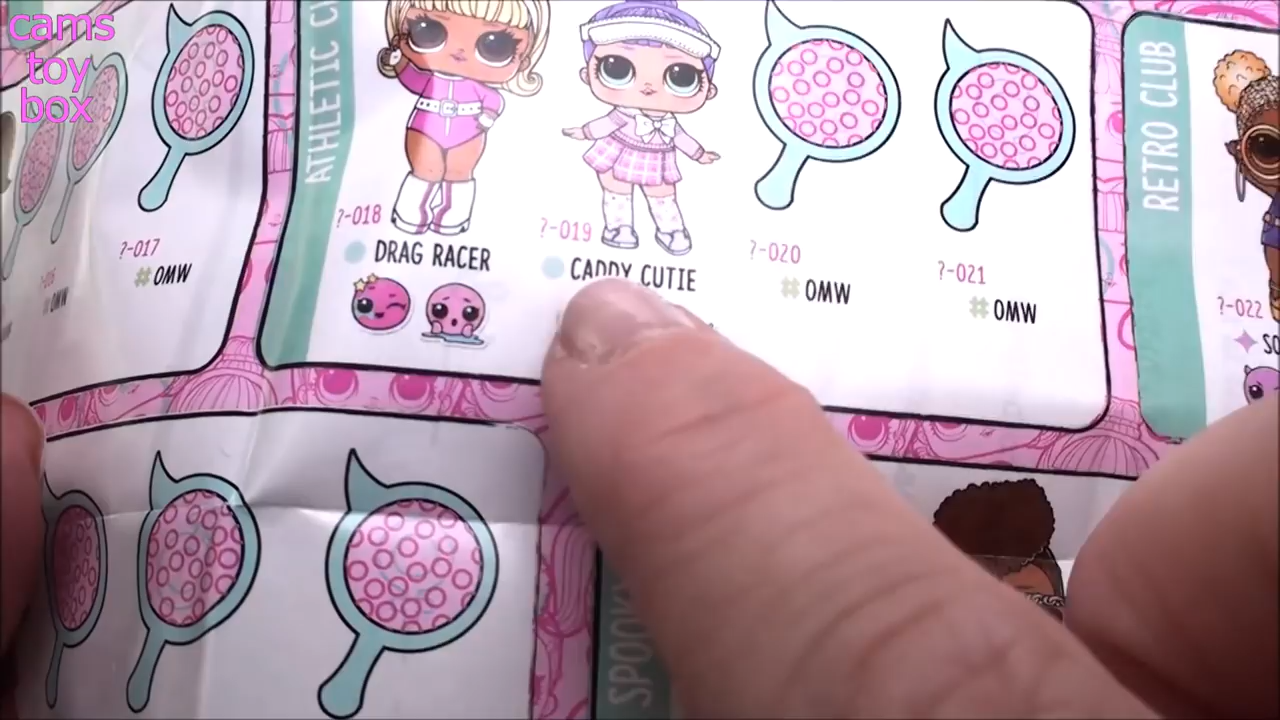 cams
toy
box
ATHLETIC
RETRO CLUB
?-017
#OMW
OMW
?-018
DRAG RACER
?-019
CADDY CUTIE
?-020
#OMW
?-021
#OMW
?-022